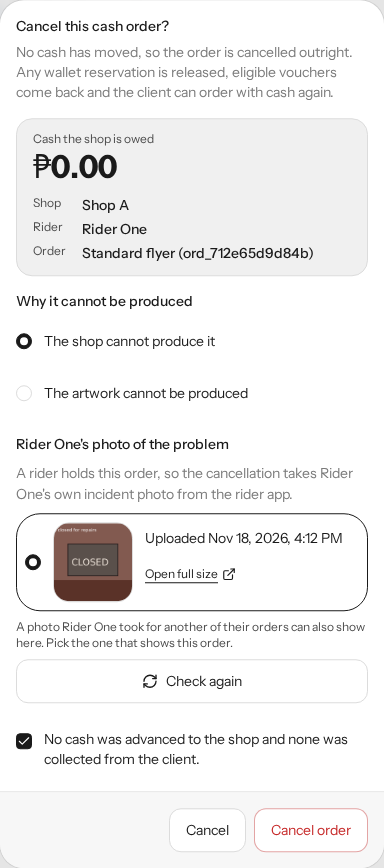 Cancel this cash order?
No cash has moved, so the order is cancelled outright.
Any wallet reservation is released, eligible vouchers
come back and the client can order with cash again.
Cash the shop is owed
₱0.00
Shop Shop A
Rider Rider One
Order Standard flyer (ord_712e65d9d84b)
Why it cannot be produced
The shop cannot produce it
The artwork cannot be produced
Rider One's photo of the problem
A rider holds this order, so the cancellation takes Rider
One's own incident photo from the rider app.
closed for repairs
CLOSED
Uploaded Nov 18, 2026, 4:12 PM
Open full size
A photo Rider One took for another of their orders can also show
here. Pick the one that shows this order.
Check again
No cash was advanced to the shop and none was
collected from the client.
Cancel
Cancel order